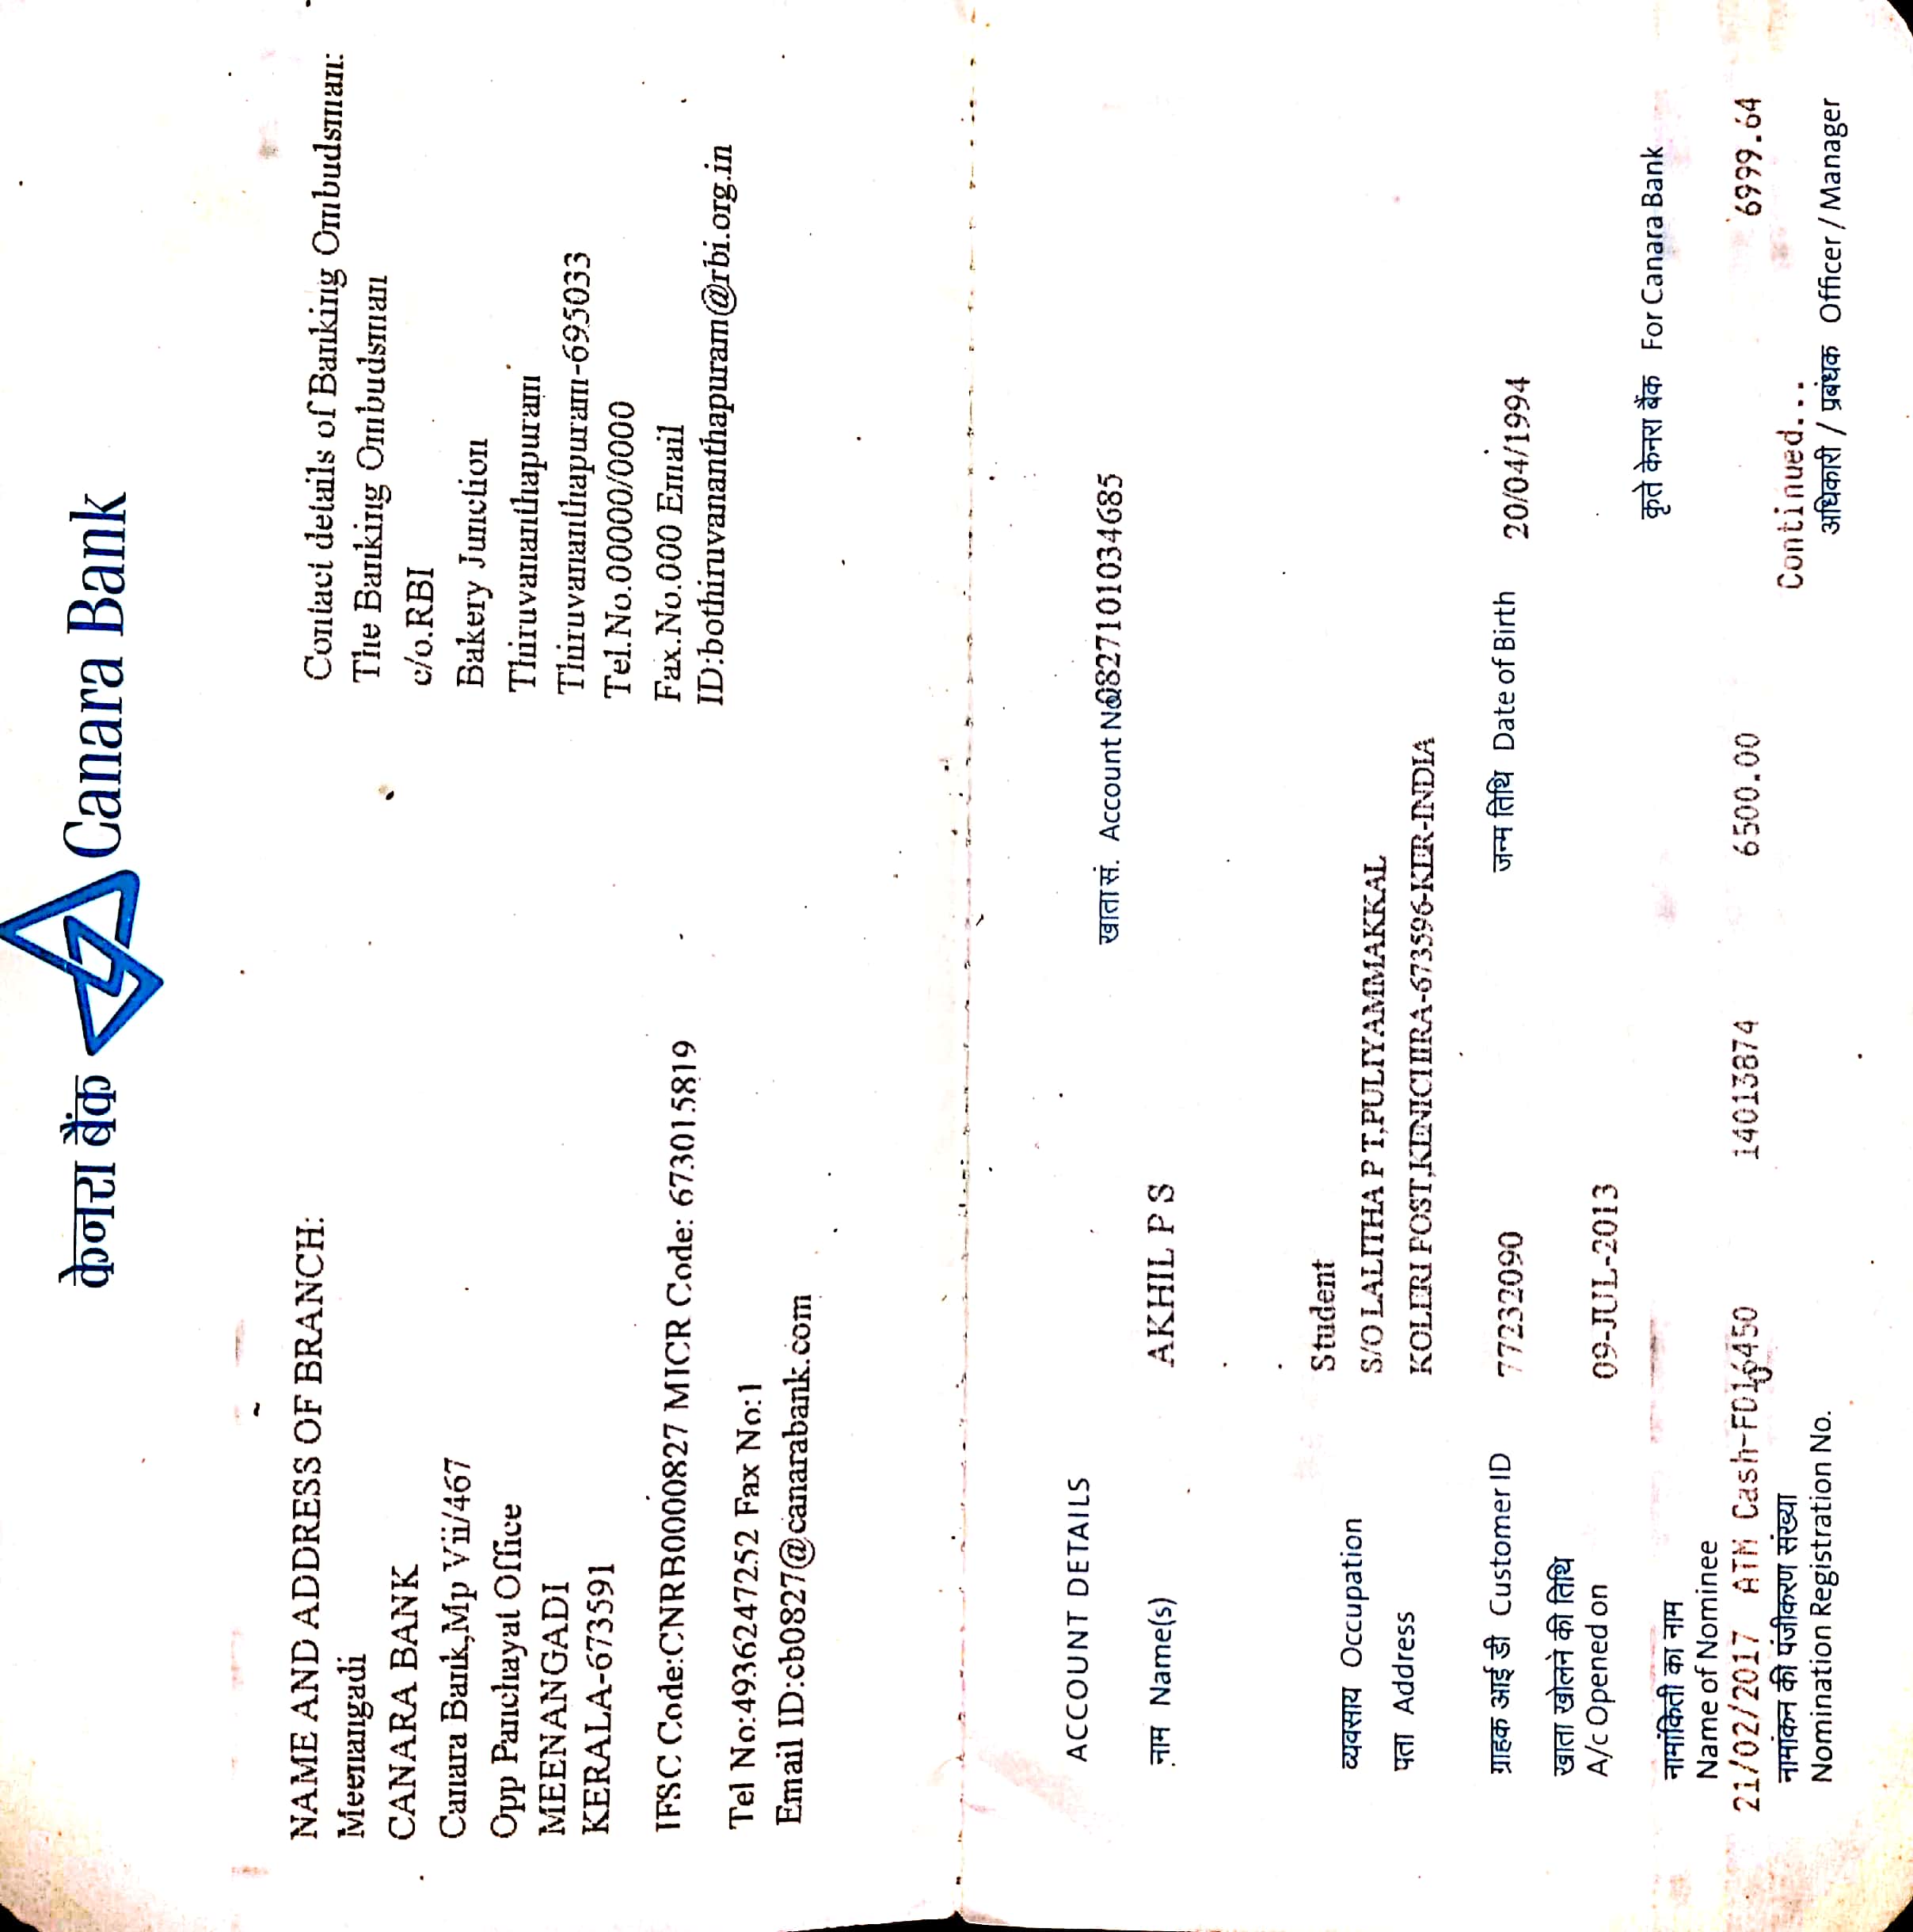 केनरा बैंक Canara Bank
NAME AND ADDRESS OF BRANCH:
Meenangadi
CANARA BANK
Canara Bank,Mp Vii/467
Opp Panchayat Office
MEENANGADI
KERALA-673591
IFSC Code:CNRB0000827 MICR Code: 673015819
Tel No:4936247252 Fax No:1
Email ID:cb0827@canarabank.com
Contact details of Banking Ombudsman:
The Banking Ombudsman
c/o.RBI
Bakery Junction
Thiruvananthapuram
Thiruvananthapuram-695033
Tel.No.00000/0000
Fax.No.000 Email
ID:bothiruvananthapuram@rbi.org.in
ACCOUNT DETAILS
खाता सं. Account No. 0827101034685
नाम Name(s) AKHIL P S
व्यवसाय Occupation Student
पता Address S/O LALITHA P T,PULIYAMMAKKAL
KOLERI POST,KENICHIRA-673596-KER-INDIA
ग्राहक आई डी Customer ID 77232090 जन्म तिथि Date of Birth 20/04/1994
खाता खोलने की तिथि
A/c Opened on 09-JUL-2013
नामांकिती का नाम कृते केनरा बैंक For Canara Bank
Name of Nominee
21/02/2017 ATM Cash-F016450 14013874 6500.00 6999.64
नामांकन की पंजीकरण संख्या Continued...
Nomination Registration No. अधिकारी / प्रबंधक Officer / Manager